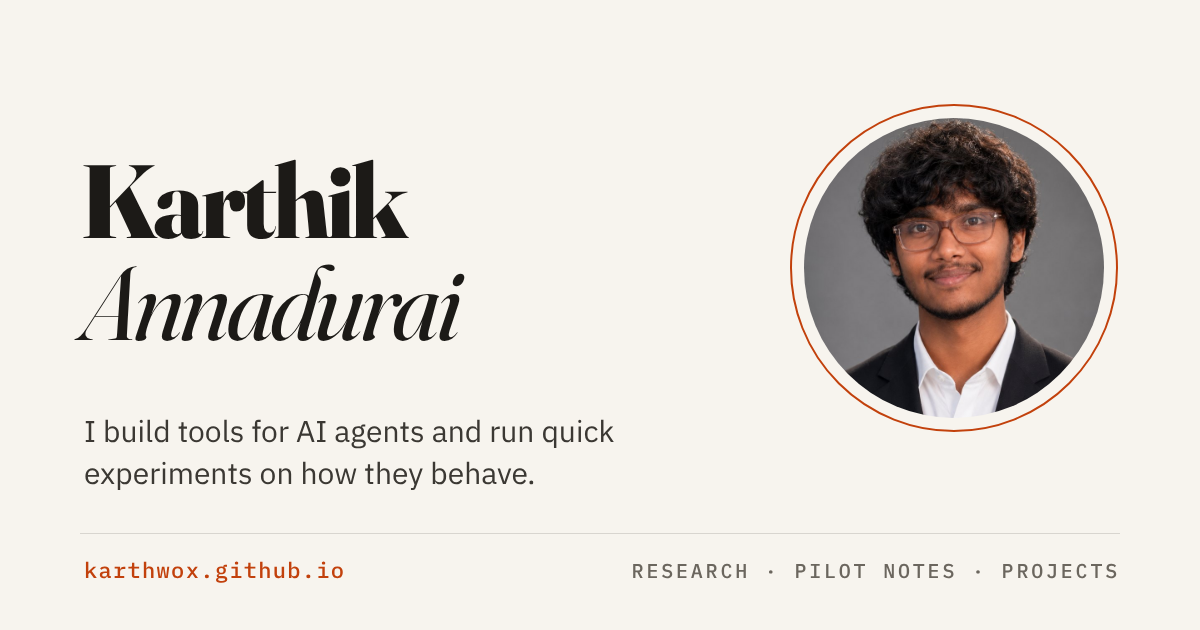 Karthik
Annadurai
I build tools for AI agents and run quick
experiments on how they behave.
karthwox.github.io
RESEARCH · PILOT NOTES · PROJECTS